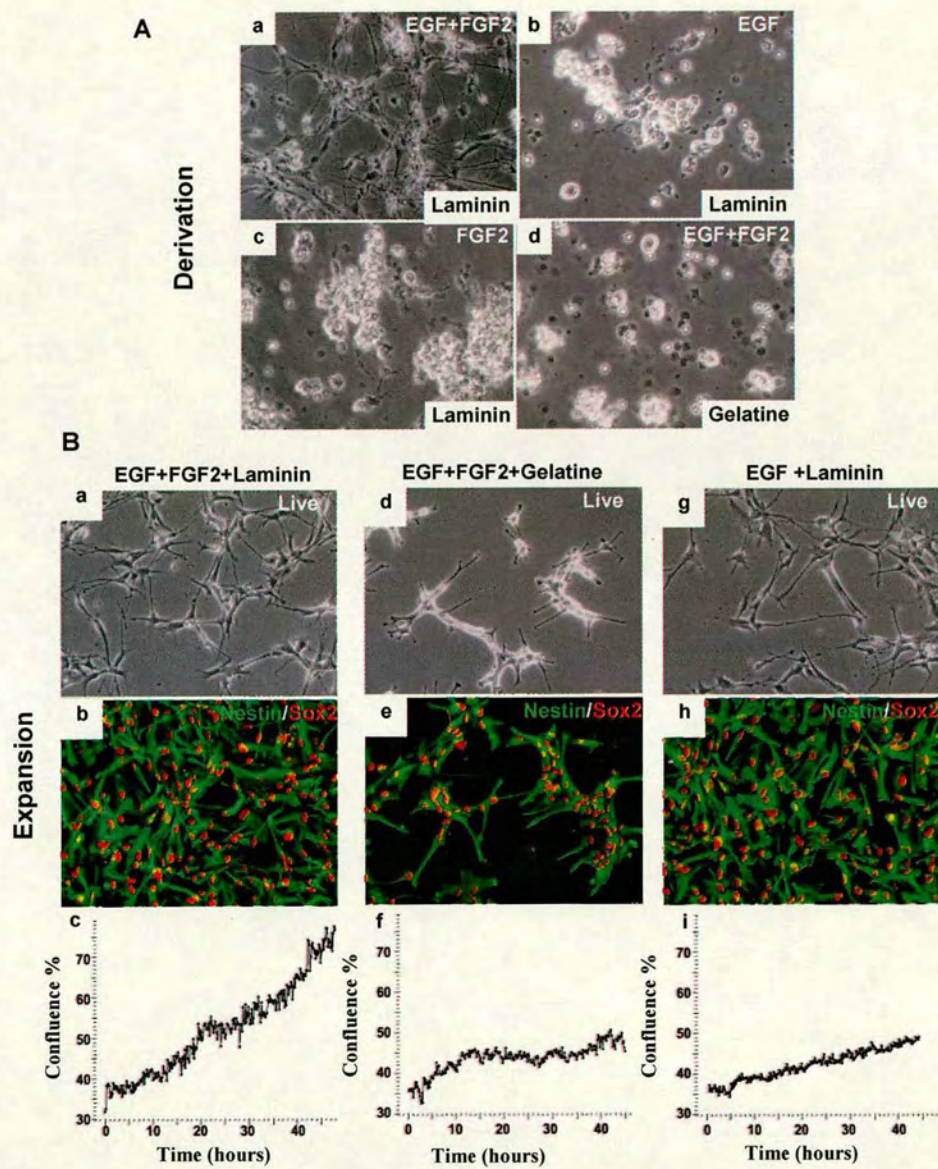 A
Derivation
a
EGF+FGF2
Laminin
b
EGF
Laminin
c
FGF2
Laminin
d
EGF+FGF2
Gelatine
B
Expansion
EGF+FGF2+Laminin
EGF+FGF2+Gelatine
EGF +Laminin
a
Live
d
Live
g
Live
b
Nestin/Sox2
e
Nestin/Sox2
h
Nestin/Sox2
c
Confluence %
70
60
50
40
30
0
20
40
Time (hours)
f
Confluence %
70
60
50
40
30
0
10
20
30
40
Time (hours)
i
Confluence %
70
60
50
40
30
0
10
20
30
40
Time (hours)